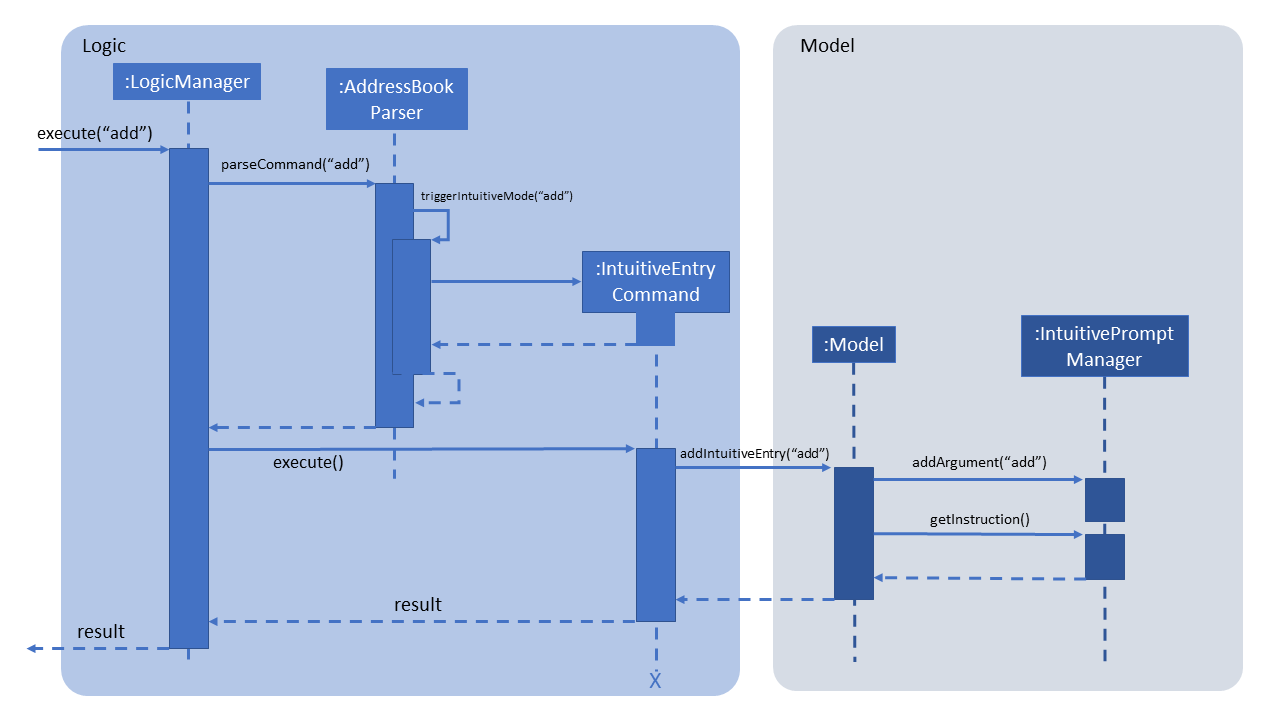 Logic
Model
:LogicManager
:AddressBook
Parser
execute(“add”)
parseCommand(“add”)
triggerIntuitiveMode(“add”)
:IntuitiveEntry
Command
:Model
:IntuitivePrompt
Manager
execute()
addIntuitiveEntry(“add”)
addArgument(“add”)
getInstruction()
result
result
X